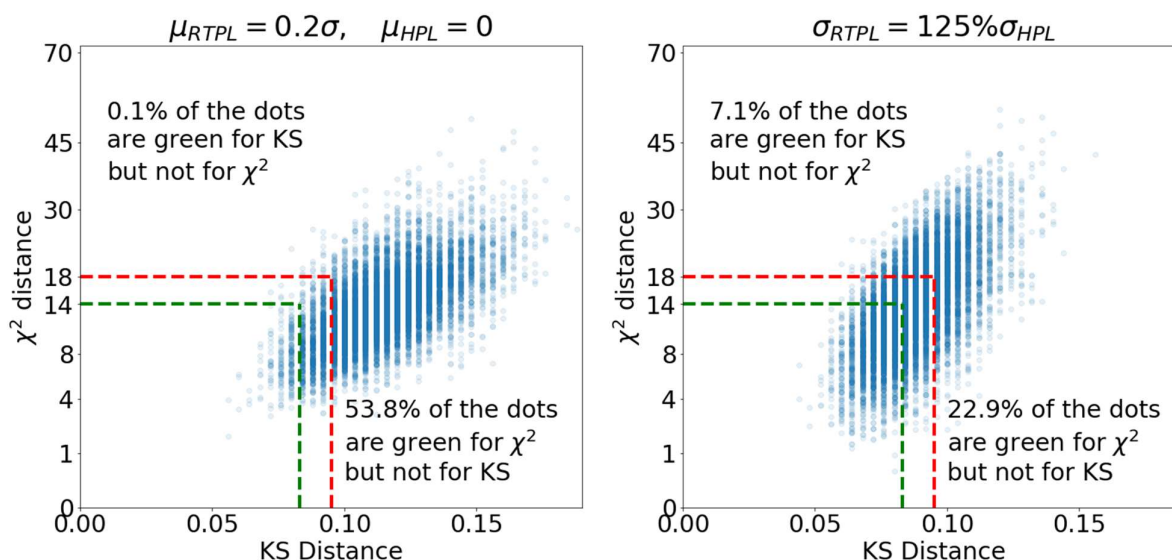 μ_RTPL = 0.2σ, μ_HPL = 0
70
45
30
18
14
8
4
1
0
χ² distance
0.1% of the dots
are green for KS
but not for χ²
53.8% of the dots
are green for χ²
but not for KS
0.00 0.05 0.10 0.15
KS Distance
σ_RTPL = 125%σ_HPL
70
45
30
18
14
8
4
1
0
χ² distance
7.1% of the dots
are green for KS
but not for χ²
22.9% of the dots
are green for χ²
but not for KS
0.00 0.05 0.10 0.15
KS Distance